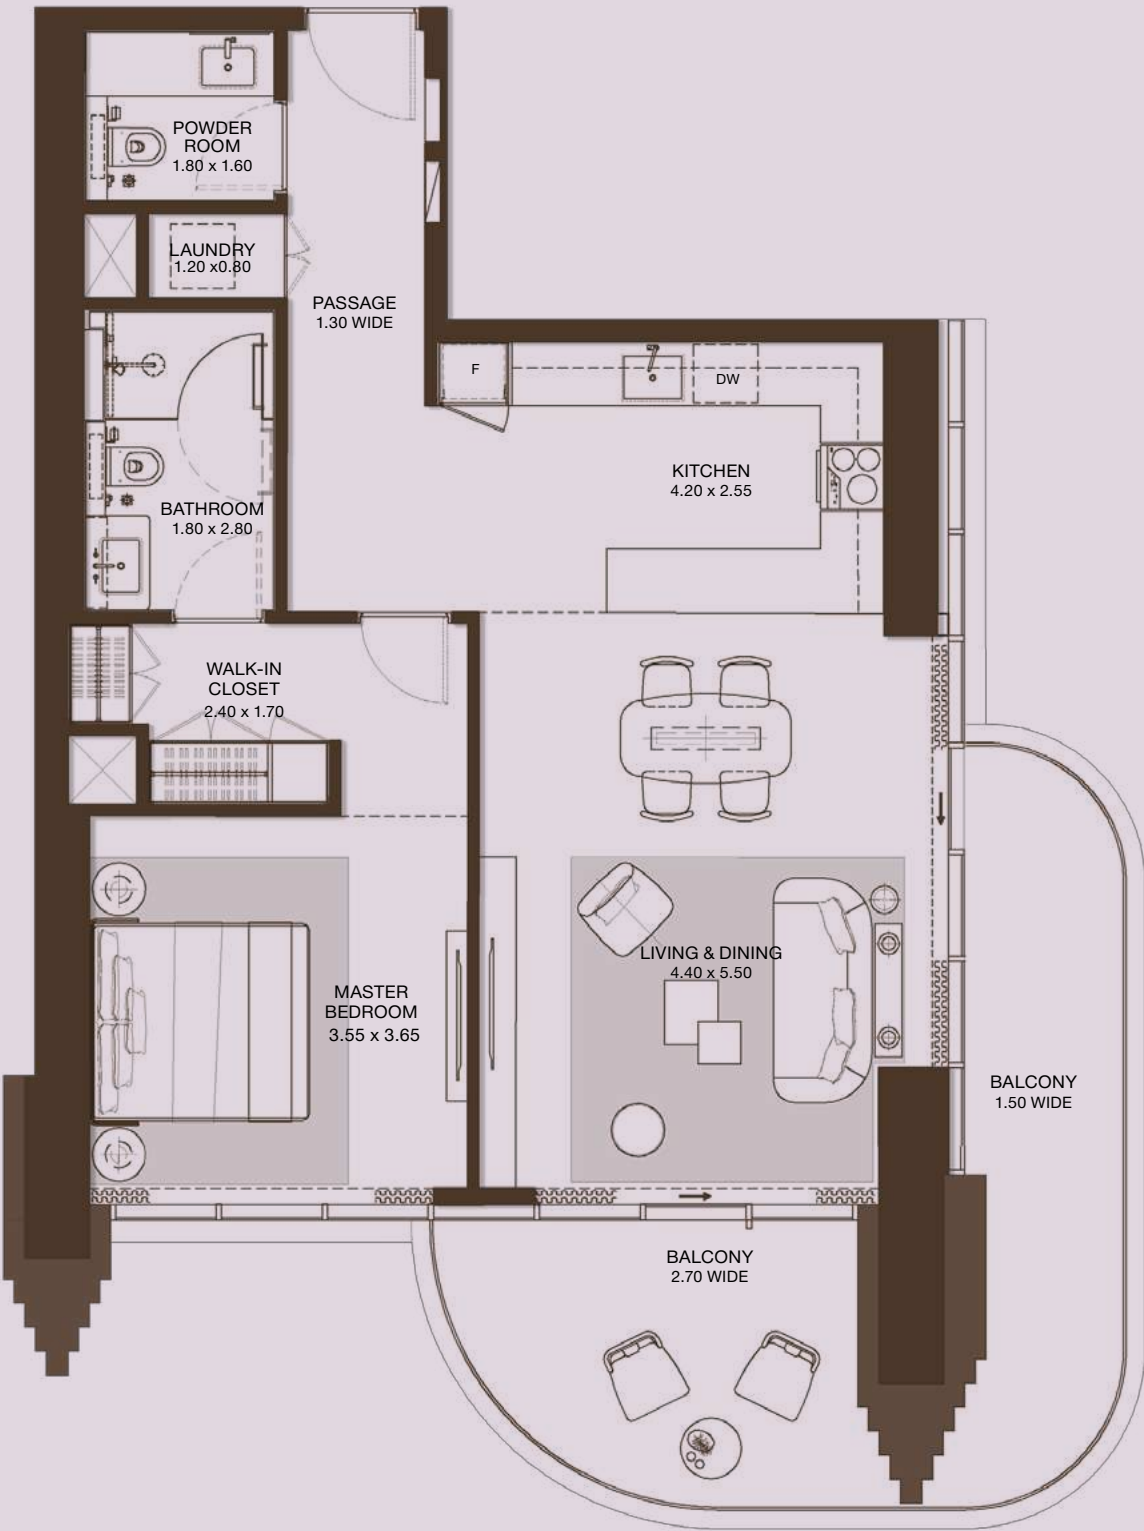 POWDER
ROOM
1.80 x 1.60
LAUNDRY
1.20 x0.80
PASSAGE
1.30 WIDE
F
DW
KITCHEN
4.20 x 2.55
BATHROOM
1.80 x 2.80
WALK-IN
CLOSET
2.40 x 1.70
LIVING & DINING
4.40 x 5.50
MASTER
BEDROOM
3.55 x 3.65
BALCONY
1.50 WIDE
BALCONY
2.70 WIDE